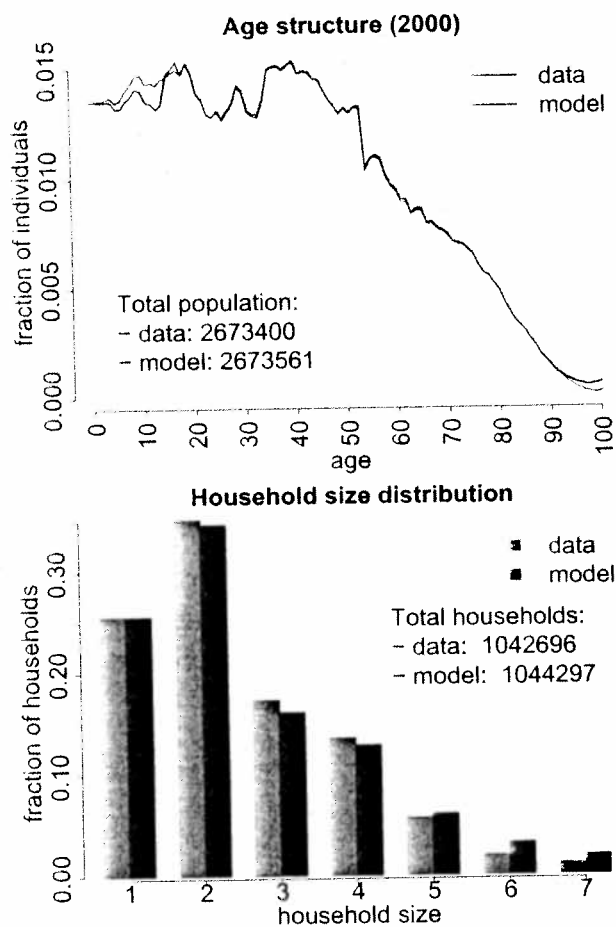 Age structure (2000)
fraction of individuals
0.000 0.005 0.010 0.015
data
model
Total population:
– data: 2673400
– model: 2673561
0 10 20 30 40 50 60 70 80 90 100
age
Household size distribution
fraction of households
0.00 0.10 0.20 0.30
data
model
Total households:
– data: 1042696
– model: 1044297
1 2 3 4 5 6 7
household size